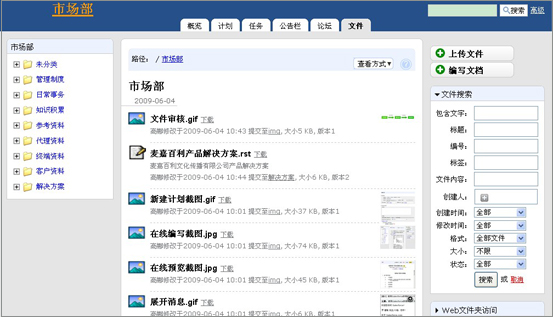 市场部
搜索 高级
概览 计划 任务 公告栏 论坛 文件
市场部
未分类
管理制度
日常事务
知识积累
参考资料
代理资料
终端资料
客户资料
解决方案
路径： / 市场部
查看方式
市场部
2009-06-04
文件审核.gif 下载
修改于2009-06-04 10:43 提交至img, 大小5 KB, 版本1
麦嘉百利产品解决方案.rst 下载
麦嘉百利文化传播有限公司产品解决方案
修改于2009-06-04 10:44 提交至解决方案, 大小6 KB, 版本2
新建计划截图.gif 下载
修改于2009-06-04 10:01 提交至img, 大小37 KB, 版本1
在线编写截图.jpg 下载
修改于2009-06-04 10:01 提交至img, 大小74 KB, 版本1
在线预览截图.jpg 下载
修改于2009-06-04 10:01 提交至img, 大小45 KB, 版本1
展开消息.gif 下载
修改于2009-06-04 10:01 提交至img, 大小8 KB, 版本1
上传文件
编写文档
文件搜索
包含文字：
标题：
编号：
标签：
文件内容：
创建人：
创建时间： 全部
修改时间： 全部
格式： 全部文件
大小： 不限
状态： 全部
搜索 或 取消
Web文件夹访问